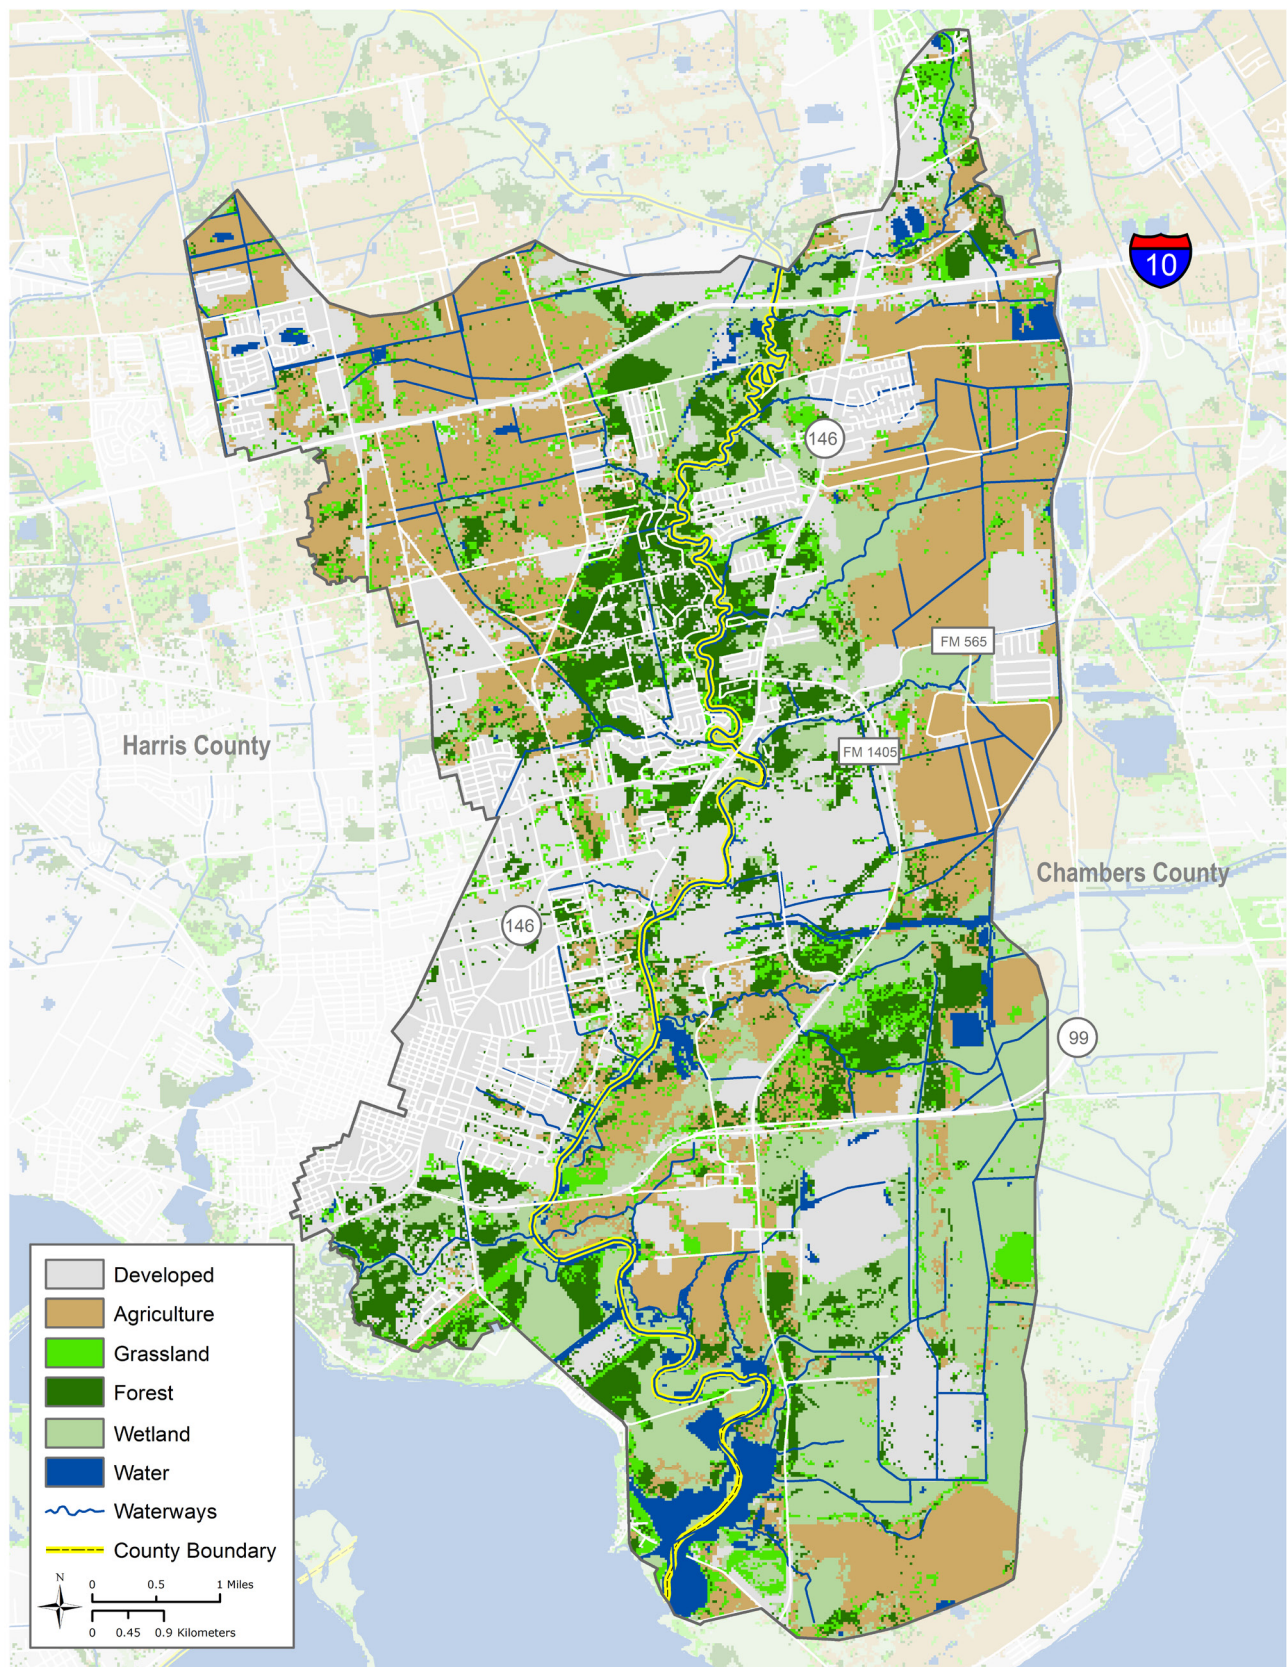 10
146
FM 565
Harris County
FM 1405
Chambers County
146
99
Developed
Agriculture
Grassland
Forest
Wetland
Water
Waterways
County Boundary
N
0 0.5 1 Miles
0 0.45 0.9 Kilometers